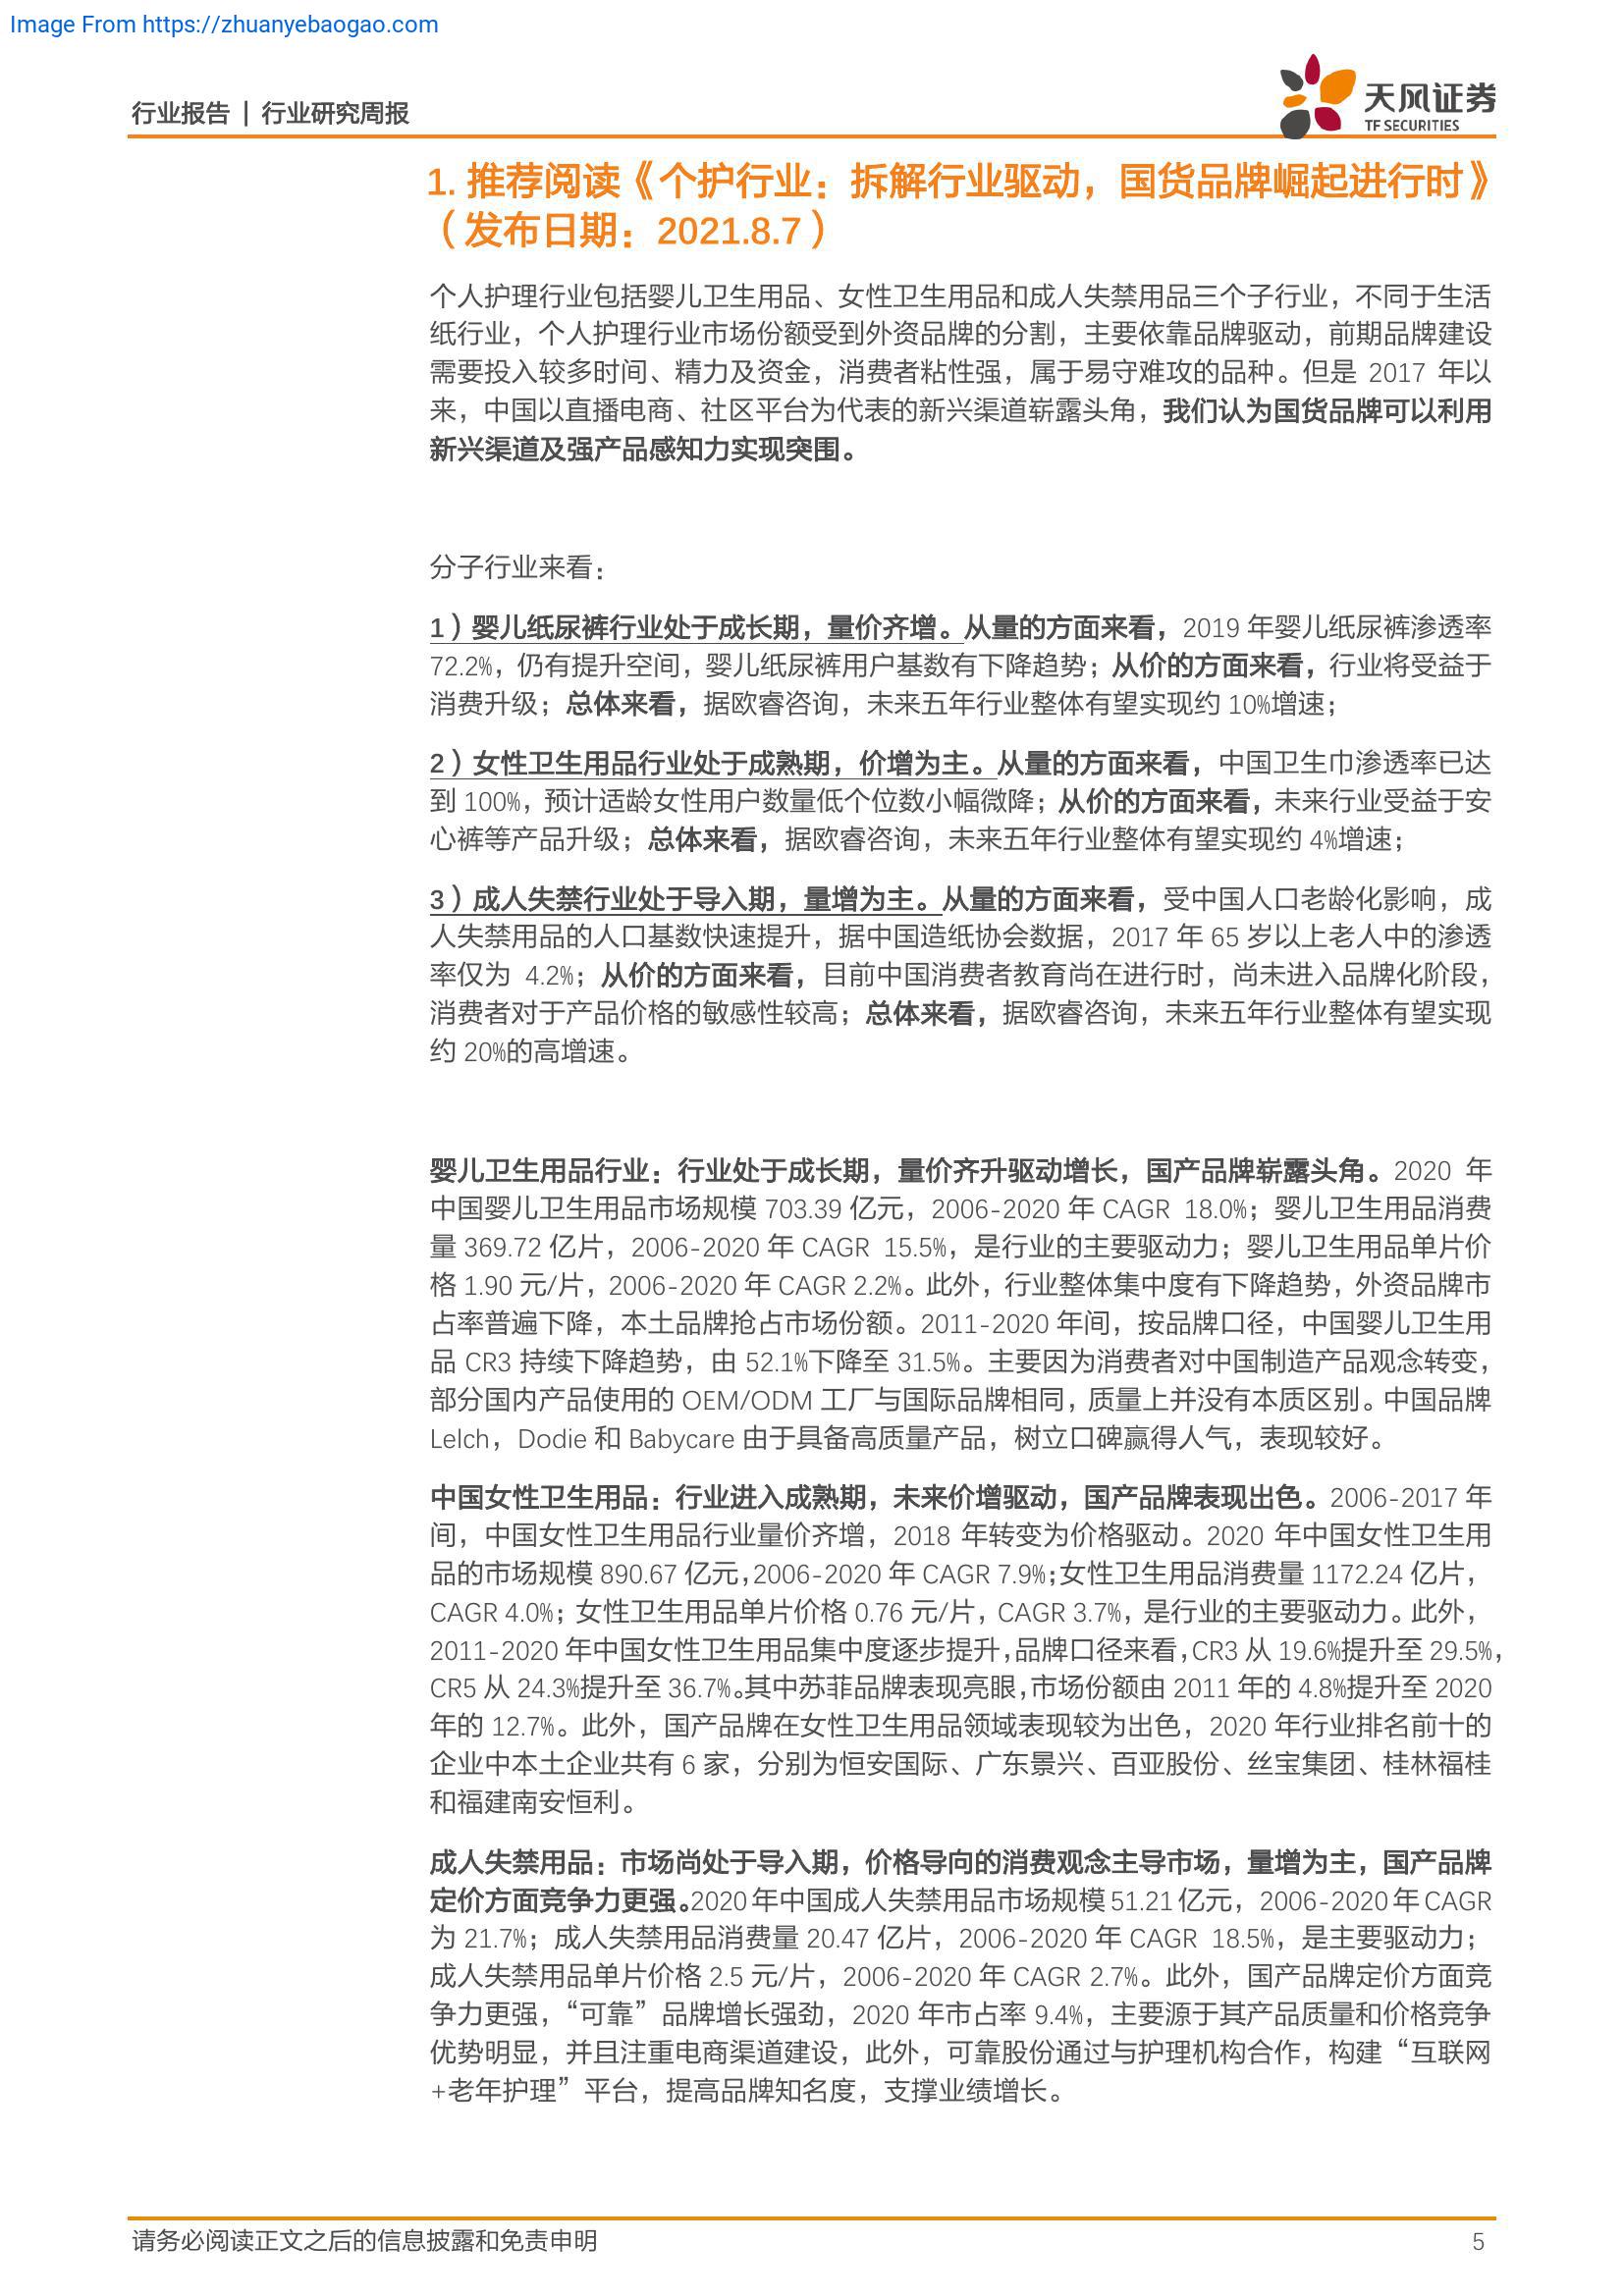 Image From https://zhuanyebaogao.com
行业报告 | 行业研究周报
天风证券
TF SECURITIES
1. 推荐阅读《个护行业：拆解行业驱动，国货品牌崛起进行时》
（发布日期：2021.8.7）
个人护理行业包括婴儿卫生用品、女性卫生用品和成人失禁用品三个子行业，不同于生活
纸行业，个人护理行业市场份额受到外资品牌的分割，主要依靠品牌驱动，前期品牌建设
需要投入较多时间、精力及资金，消费者粘性强，属于易守难攻的品种。但是 2017 年以
来，中国以直播电商、社区平台为代表的新兴渠道崭露头角，我们认为国货品牌可以利用
新兴渠道及强产品感知力实现突围。
分子行业来看：
1）婴儿纸尿裤行业处于成长期，量价齐增。从量的方面来看，2019 年婴儿纸尿裤渗透率
72.2%，仍有提升空间，婴儿纸尿裤用户基数有下降趋势；从价的方面来看，行业将受益于
消费升级；总体来看，据欧睿咨询，未来五年行业整体有望实现约 10%增速；
2）女性卫生用品行业处于成熟期，价增为主。从量的方面来看，中国卫生巾渗透率已达
到 100%，预计适龄女性用户数量低个位数小幅微降；从价的方面来看，未来行业受益于安
心裤等产品升级；总体来看，据欧睿咨询，未来五年行业整体有望实现约 4%增速；
3）成人失禁行业处于导入期，量增为主。从量的方面来看，受中国人口老龄化影响，成
人失禁用品的人口基数快速提升，据中国造纸协会数据，2017 年 65 岁以上老人中的渗透
率仅为 4.2%；从价的方面来看，目前中国消费者教育尚在进行时，尚未进入品牌化阶段，
消费者对于产品价格的敏感性较高；总体来看，据欧睿咨询，未来五年行业整体有望实现
约 20%的高增速。
婴儿卫生用品行业：行业处于成长期，量价齐升驱动增长，国产品牌崭露头角。2020 年
中国婴儿卫生用品市场规模 703.39 亿元，2006-2020 年 CAGR 18.0%；婴儿卫生用品消费
量 369.72 亿片，2006-2020 年 CAGR 15.5%，是行业的主要驱动力；婴儿卫生用品单片价
格 1.90 元/片，2006-2020 年 CAGR 2.2%。此外，行业整体集中度有下降趋势，外资品牌市
占率普遍下降，本土品牌抢占市场份额。2011-2020 年间，按品牌口径，中国婴儿卫生用
品 CR3 持续下降趋势，由 52.1%下降至 31.5%。主要因为消费者对中国制造产品观念转变，
部分国内产品使用的 OEM/ODM 工厂与国际品牌相同，质量上并没有本质区别。中国品牌
Lelch，Dodie 和 Babycare 由于具备高质量产品，树立口碑赢得人气，表现较好。
中国女性卫生用品：行业进入成熟期，未来价增驱动，国产品牌表现出色。2006-2017 年
间，中国女性卫生用品行业量价齐增，2018 年转变为价格驱动。2020 年中国女性卫生用
品的市场规模 890.67 亿元，2006-2020 年 CAGR 7.9%；女性卫生用品消费量 1172.24 亿片，
CAGR 4.0%；女性卫生用品单片价格 0.76 元/片，CAGR 3.7%，是行业的主要驱动力。此外，
2011-2020 年中国女性卫生用品集中度逐步提升，品牌口径来看，CR3 从 19.6%提升至 29.5%，
CR5 从 24.3%提升至 36.7%。其中苏菲品牌表现亮眼，市场份额由 2011 年的 4.8%提升至 2020
年的 12.7%。此外，国产品牌在女性卫生用品领域表现较为出色，2020 年行业排名前十的
企业中本土企业共有 6 家，分别为恒安国际、广东景兴、百亚股份、丝宝集团、桂林福桂
和福建南安恒利。
成人失禁用品：市场尚处于导入期，价格导向的消费观念主导市场，量增为主，国产品牌
定价方面竞争力更强。2020 年中国成人失禁用品市场规模 51.21 亿元，2006-2020 年 CAGR
为 21.7%；成人失禁用品消费量 20.47 亿片，2006-2020 年 CAGR 18.5%，是主要驱动力；
成人失禁用品单片价格 2.5 元/片，2006-2020 年 CAGR 2.7%。此外，国产品牌定价方面竞
争力更强，“可靠”品牌增长强劲，2020 年市占率 9.4%，主要源于其产品质量和价格竞争
优势明显，并且注重电商渠道建设，此外，可靠股份通过与护理机构合作，构建“互联网
+老年护理”平台，提高品牌知名度，支撑业绩增长。
请务必阅读正文之后的信息披露和免责申明
5